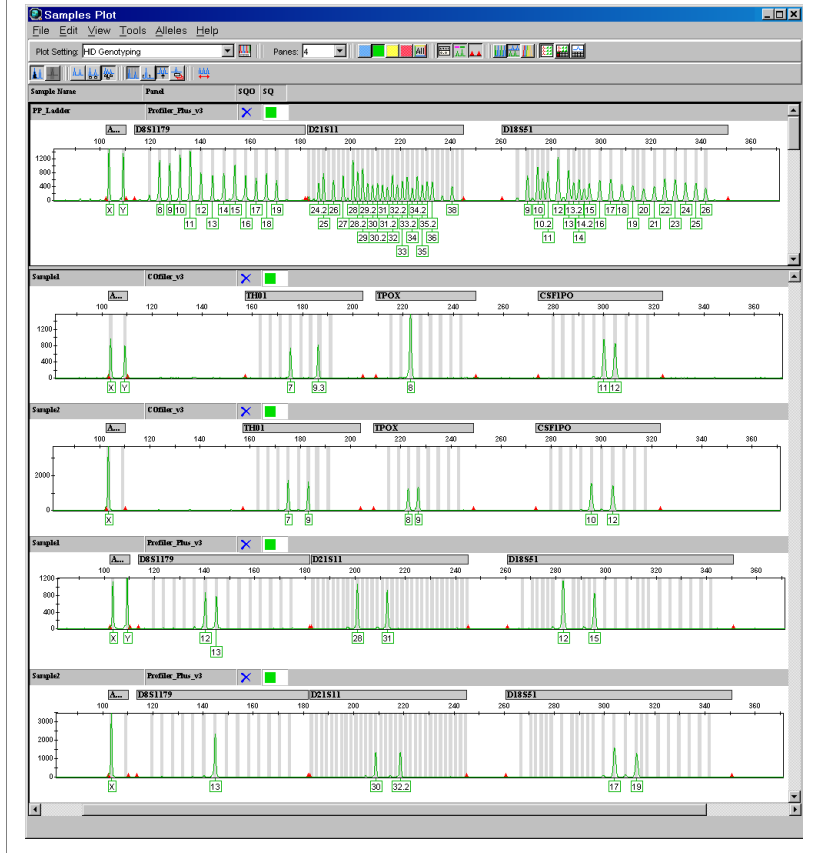 Samples Plot
File Edit View Tools Alleles Help
Plot Setting: HD Genotyping Panes: 4 All
Sample Name Panel SQO SQ
PP_Ladder Profiler_Plus_v3
A... D8S1179 D21S11 D18S51
100 120 140 160 180 200 220 240 260 280 300 320 340 360
1200
800
400
0
X Y 8 9 10 12 14 15 17 19 24.2 26 28 29.2 31 32.2 34.2 38 9 10 12 13.2 15 17 18 20 22 24 26
11 13 16 18 25 27 28.2 30 31.2 33.2 35.2 10.2 13 14.2 16 19 21 23 25
29 30.2 32 34 36 11 14
33 35
Sample1 COfiler_v3
A... TH01 TPOX CSF1PO
100 120 140 160 180 200 220 240 260 280 300 320 340 360
1200
800
400
0
X Y 7 9.3 8 11 12
Sample2 COfiler_v3
A... TH01 TPOX CSF1PO
100 120 140 160 180 200 220 240 260 280 300 320 340 360
2000
0
X 7 9 8 9 10 12
Sample1 Profiler_Plus_v3
A... D8S1179 D21S11 D18S51
100 120 140 160 180 200 220 240 260 280 300 320 340 360
1200
800
400
0
X Y 12 28 31 12 15
13
Sample2 Profiler_Plus_v3
A... D8S1179 D21S11 D18S51
100 120 140 160 180 200 220 240 260 280 300 320 340 360
3000
2000
1000
0
X 13 30 32.2 17 19